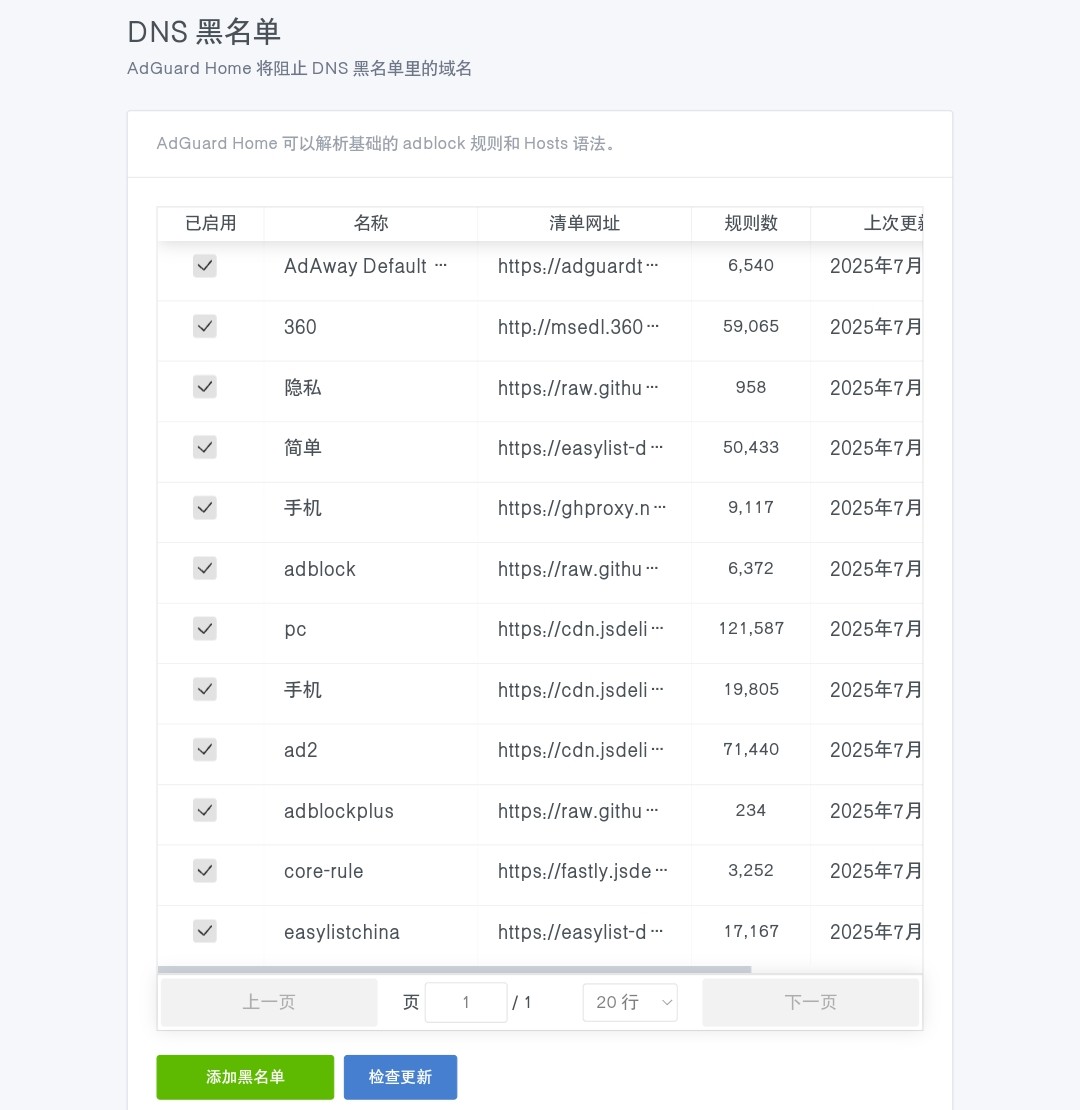 DNS 黑名单
AdGuard Home 将阻止 DNS 黑名单里的域名
AdGuard Home 可以解析基础的 adblock 规则和 Hosts 语法。
已启用 名称 清单网址 规则数 上次更
AdAway Default … https://adguardt… 6,540 2025年7月
360 http://msedl.360… 59,065 2025年7月
隐私 https://raw.githu… 958 2025年7月
简单 https://easylist-d… 50,433 2025年7月
手机 https://ghproxy.n… 9,117 2025年7月
adblock https://raw.githu… 6,372 2025年7月
pc https://cdn.jsdeli… 121,587 2025年7月
手机 https://cdn.jsdeli… 19,805 2025年7月
ad2 https://cdn.jsdeli… 71,440 2025年7月
adblockplus https://raw.githu… 234 2025年7月
core-rule https://fastly.jsde… 3,252 2025年7月
easylistchina https://easylist-d… 17,167 2025年7月
上一页 页 1 / 1 20 行 下一页
添加黑名单 检查更新